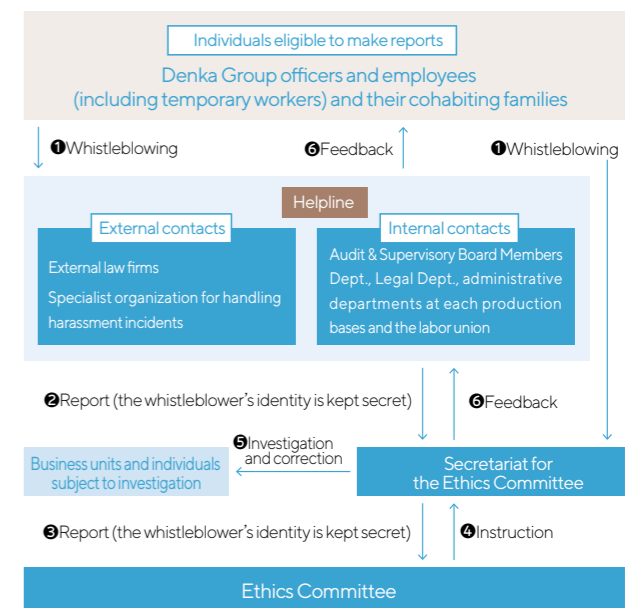 Individuals eligible to make reports
Denka Group officers and employees
(including temporary workers) and their cohabiting families
❶Whistleblowing
❻Feedback
❶Whistleblowing
Helpline
External contacts
External law firms
Specialist organization for handling
harassment incidents
Internal contacts
Audit & Supervisory Board Members
Dept., Legal Dept., administrative
departments at each production
bases and the labor union
❷Report (the whistleblower’s identity is kept secret)
❻Feedback
❺Investigation
and correction
Business units and individuals
subject to investigation
Secretariat for
the Ethics Committee
❸Report (the whistleblower’s identity is kept secret)
❹Instruction
Ethics Committee